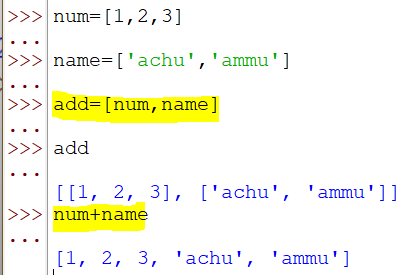 >>> num=[1,2,3]
...
>>> name=['achu','ammu']
...
>>> add=[num,name]
...
>>> add
...
[[1, 2, 3], ['achu', 'ammu']]
>>> num+name
...
[1, 2, 3, 'achu', 'ammu']